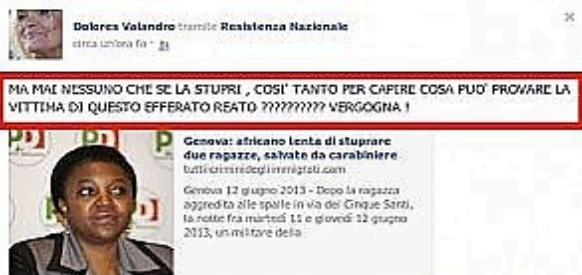 Dolores Valandro tramite Resistenza Nazionale
circa un'ora fa
MA MAI NESSUNO CHE SE LA STUPRI , COSI' TANTO PER CAPIRE COSA PUO' PROVARE LA
VITTIMA DI QUESTO EFFERATO REATO ?????????? VERGOGNA !
Genova: africano tenta di stuprare
due ragazze, salvate da carabiniere
tuttiicriminidegliimmigrati.com
Genova 12 giugno 2013 - Dopo la ragazza
aggredita alle spalle in via dei Cinque Santi,
la notte fra martedì 11 e giovedì 12 giugno
2013, un militare della
PD